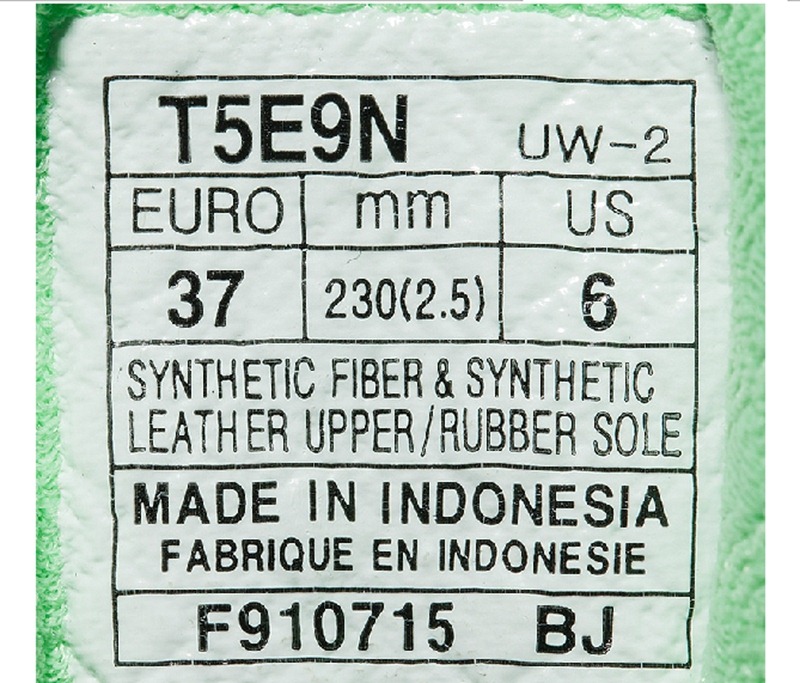 T5E9N UW-2
EURO mm US
37 230(2.5) 6
SYNTHETIC FIBER & SYNTHETIC
LEATHER UPPER/RUBBER SOLE
MADE IN INDONESIA
FABRIQUE EN INDONESIE
F910715 BJ